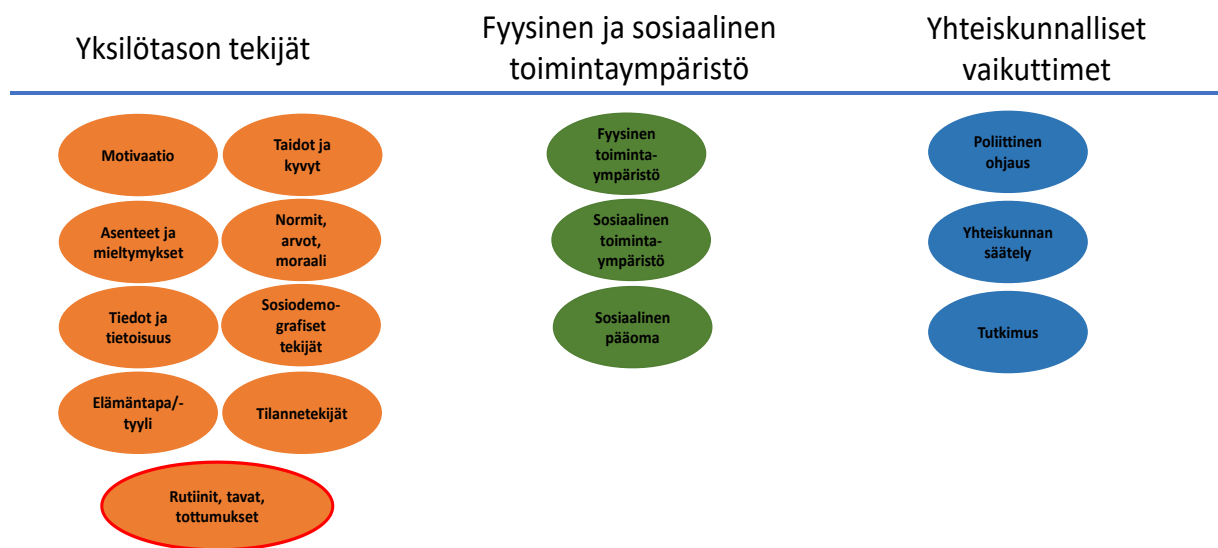 Yksilötason tekijät
Fyysinen ja sosiaalinen
toimintaympäristö
Yhteiskunnalliset
vaikuttimet
Motivaatio
Taidot ja
kyvyt
Asenteet ja
mieltymykset
Normit,
arvot,
moraali
Tiedot ja
tietoisuus
Sosiodemo-
grafiset
tekijät
Elämäntapa/-
tyyli
Tilannetekijät
Rutiinit, tavat,
tottumukset
Fyysinen
toiminta-
ympäristö
Sosiaalinen
toiminta-
ympäristö
Sosiaalinen
pääoma
Poliittinen
ohjaus
Yhteiskunnan
säätely
Tutkimus